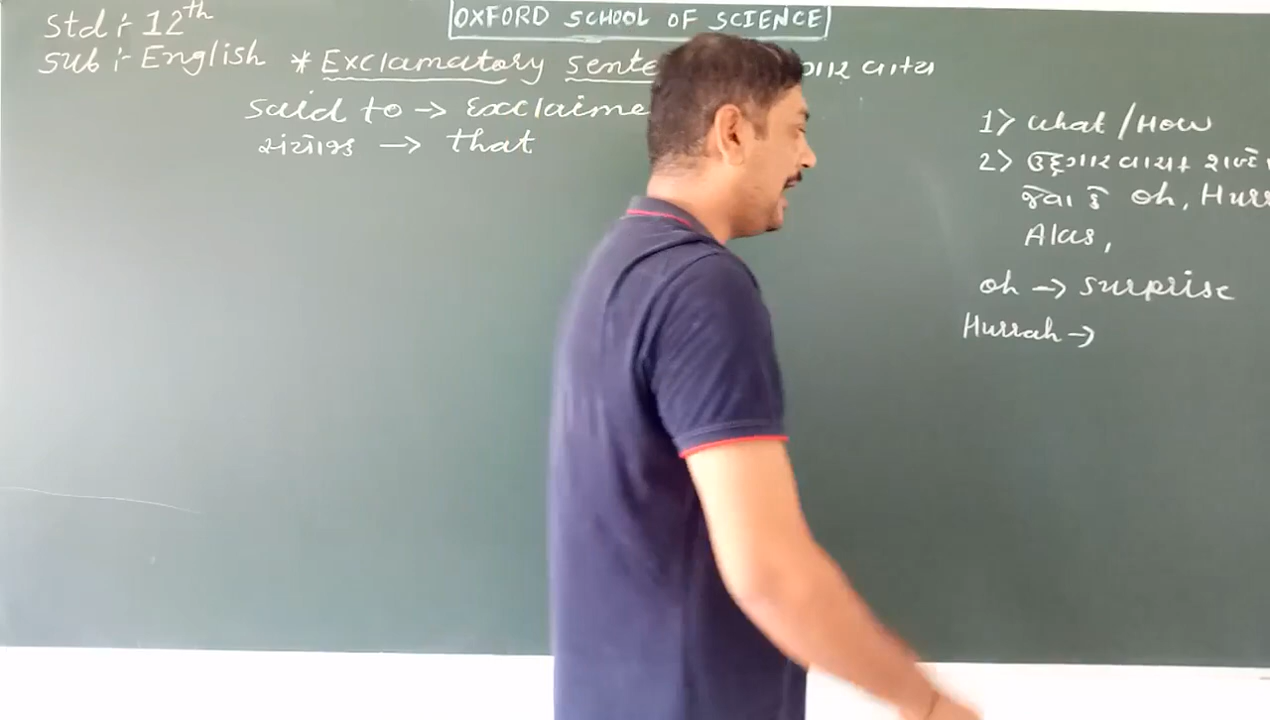 Std :- 12th
OXFORD SCHOOL OF SCIENCE
Sub :- English * Exclamatory Sente ગાર વાક્ય
Said to → Exclaime
સંયોજક → that
1> What / How
2> ઉદ્દગાર વાચક શબ્દો
જેવા કે oh, Hurr
Alas,
oh → surprise
Hurrah →